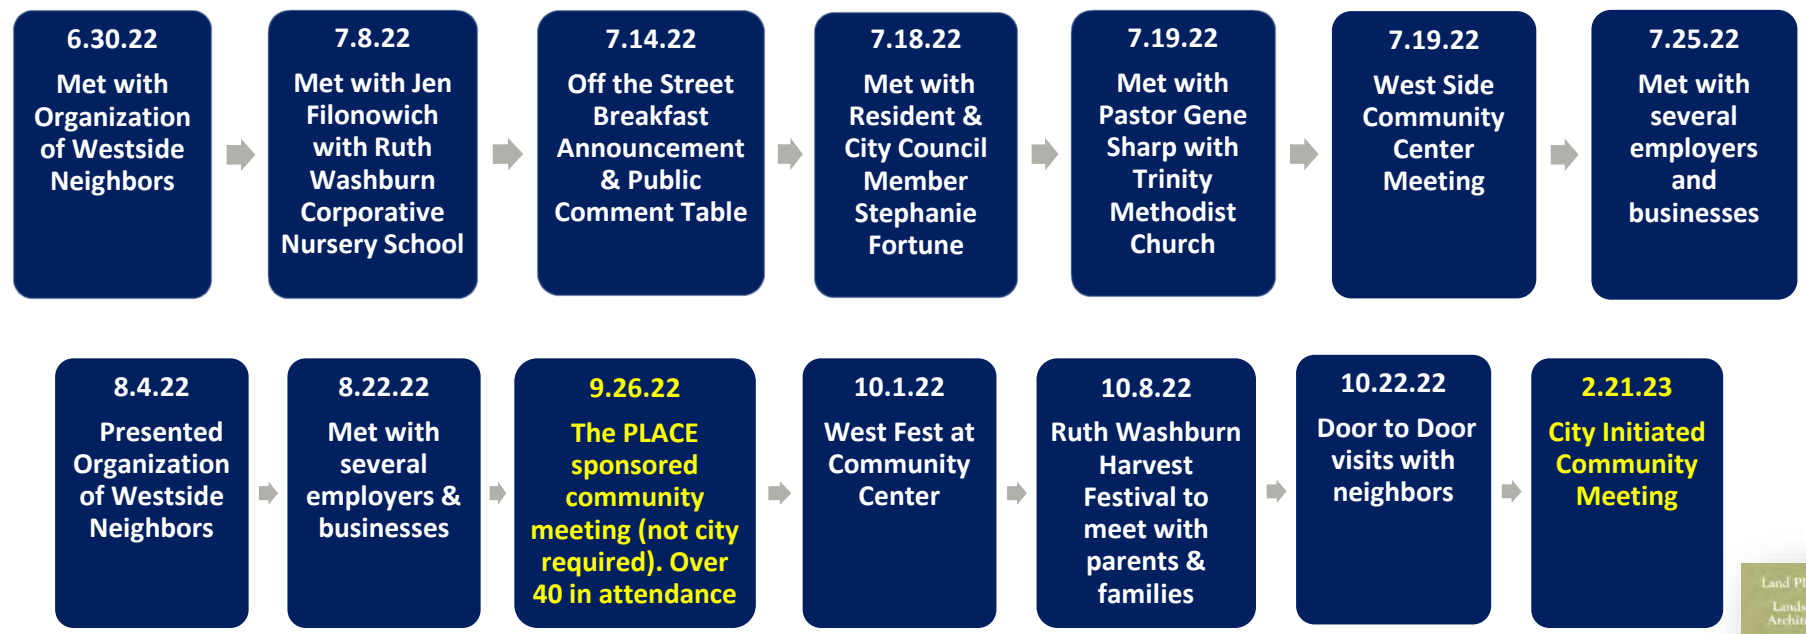 6.30.22
Met with
Organization
of Westside
Neighbors
7.8.22
Met with Jen
Filonowich
with Ruth
Washburn
Corporative
Nursery School
7.14.22
Off the Street
Breakfast
Announcement
& Public
Comment Table
7.18.22
Met with
Resident &
City Council
Member
Stephanie
Fortune
7.19.22
Met with
Pastor Gene
Sharp with
Trinity
Methodist
Church
7.19.22
West Side
Community
Center
Meeting
7.25.22
Met with
several
employers
and
businesses
8.4.22
Presented
Organization
of Westside
Neighbors
8.22.22
Met with
several
employers &
businesses
9.26.22
The PLACE
sponsored
community
meeting (not city
required). Over
40 in attendance
10.1.22
West Fest at
Community
Center
10.8.22
Ruth Washburn
Harvest
Festival to
meet with
parents &
families
10.22.22
Door to Door
visits with
neighbors
2.21.23
City Initiated
Community
Meeting
Land